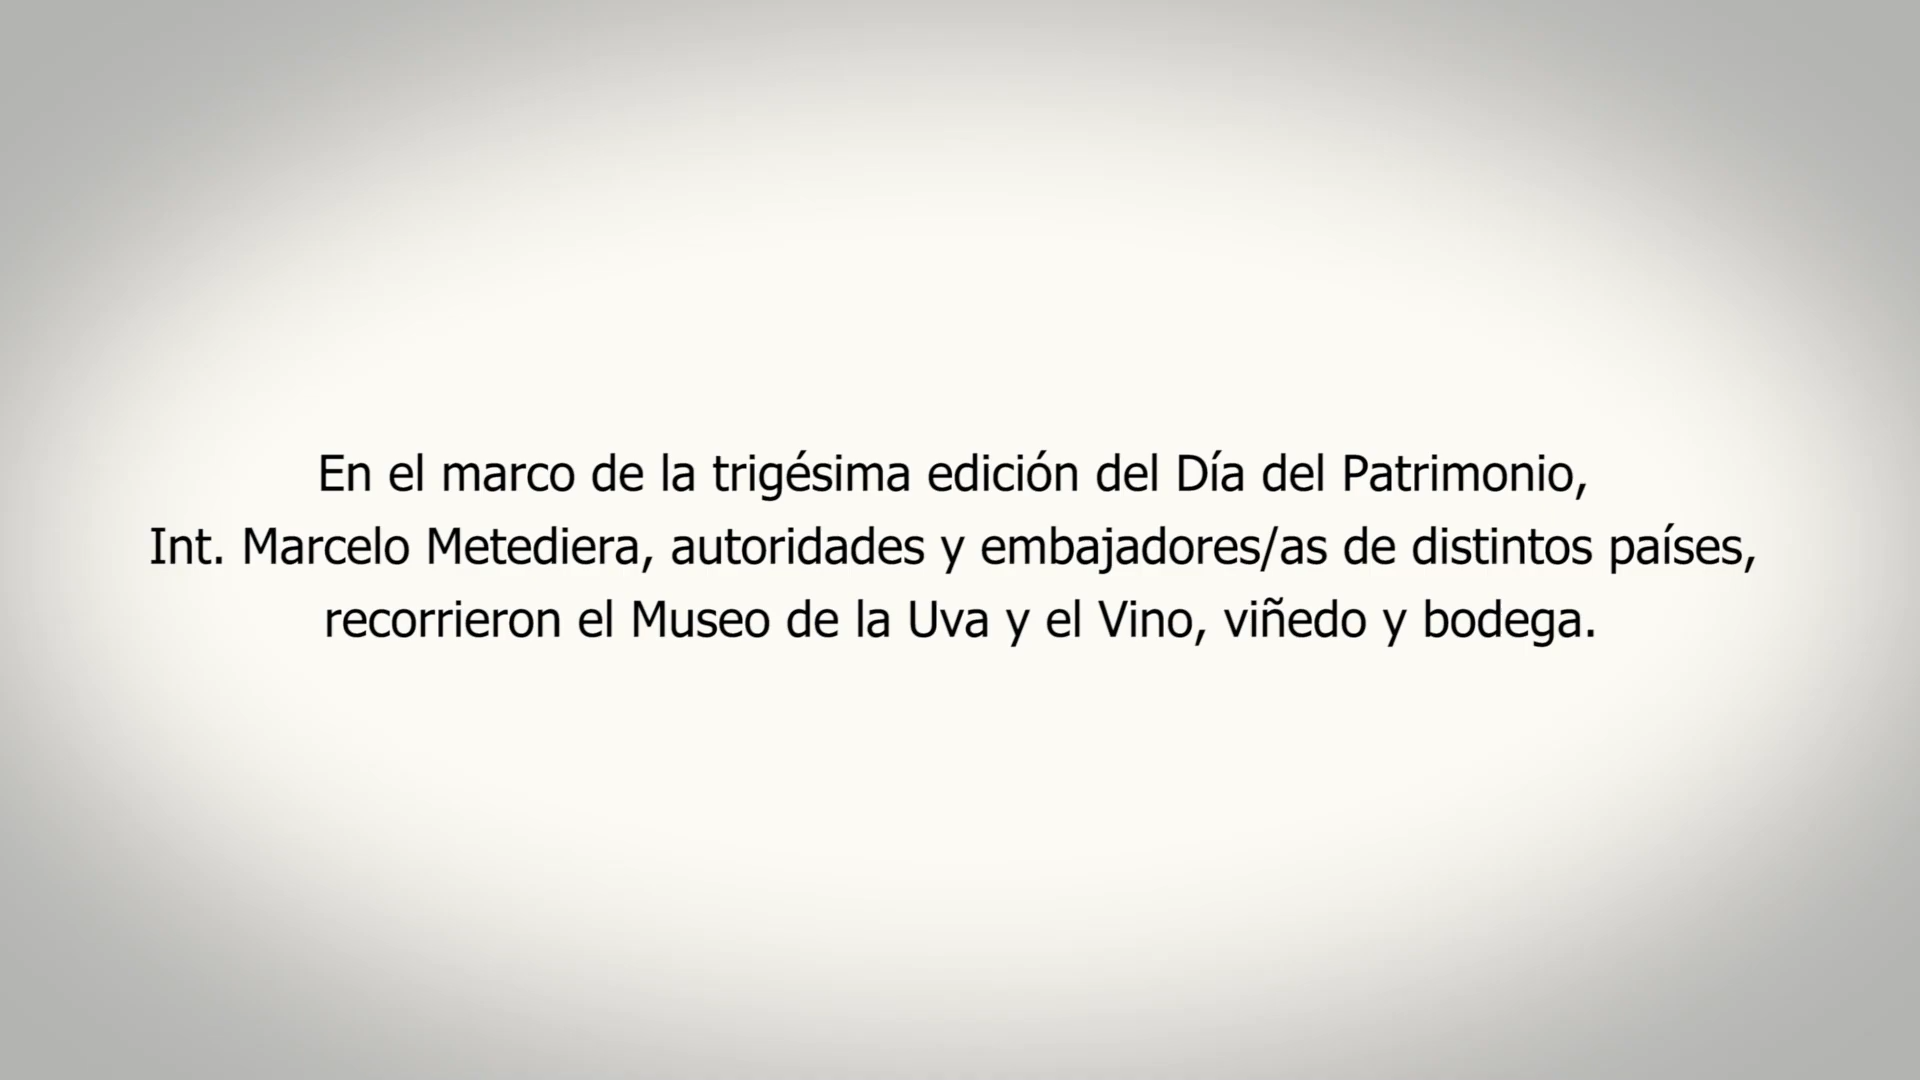 En el marco de la trigésima edición del Día del Patrimonio,
Int. Marcelo Metediera, autoridades y embajadores/as de distintos países,
recorrieron el Museo de la Uva y el Vino, viñedo y bodega.